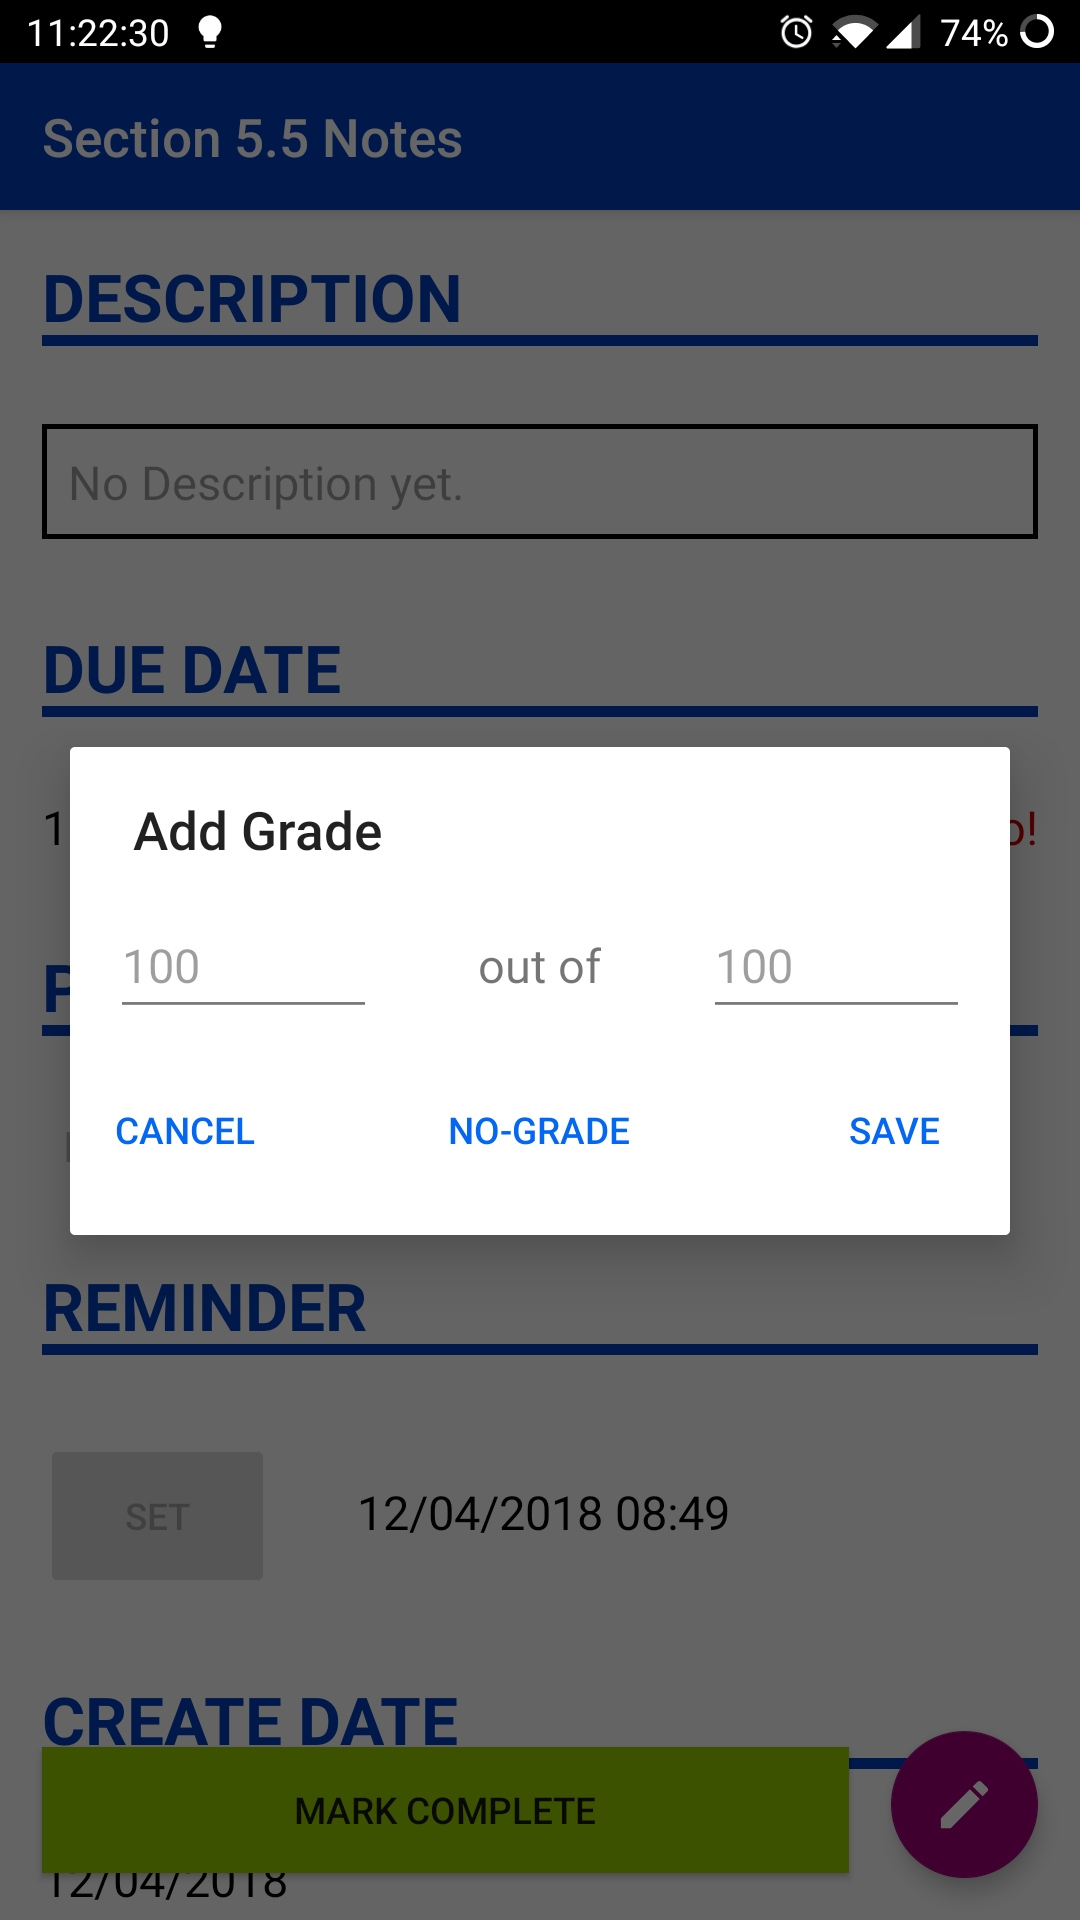 11:22:30 74%
Section 5.5 Notes
DESCRIPTION
No Description yet.
DUE DATE
1 o!
Add Grade
100 out of 100
P
CANCEL NO-GRADE SAVE
REMINDER
SET 12/04/2018 08:49
CREATE DATE
MARK COMPLETE
12/04/2018